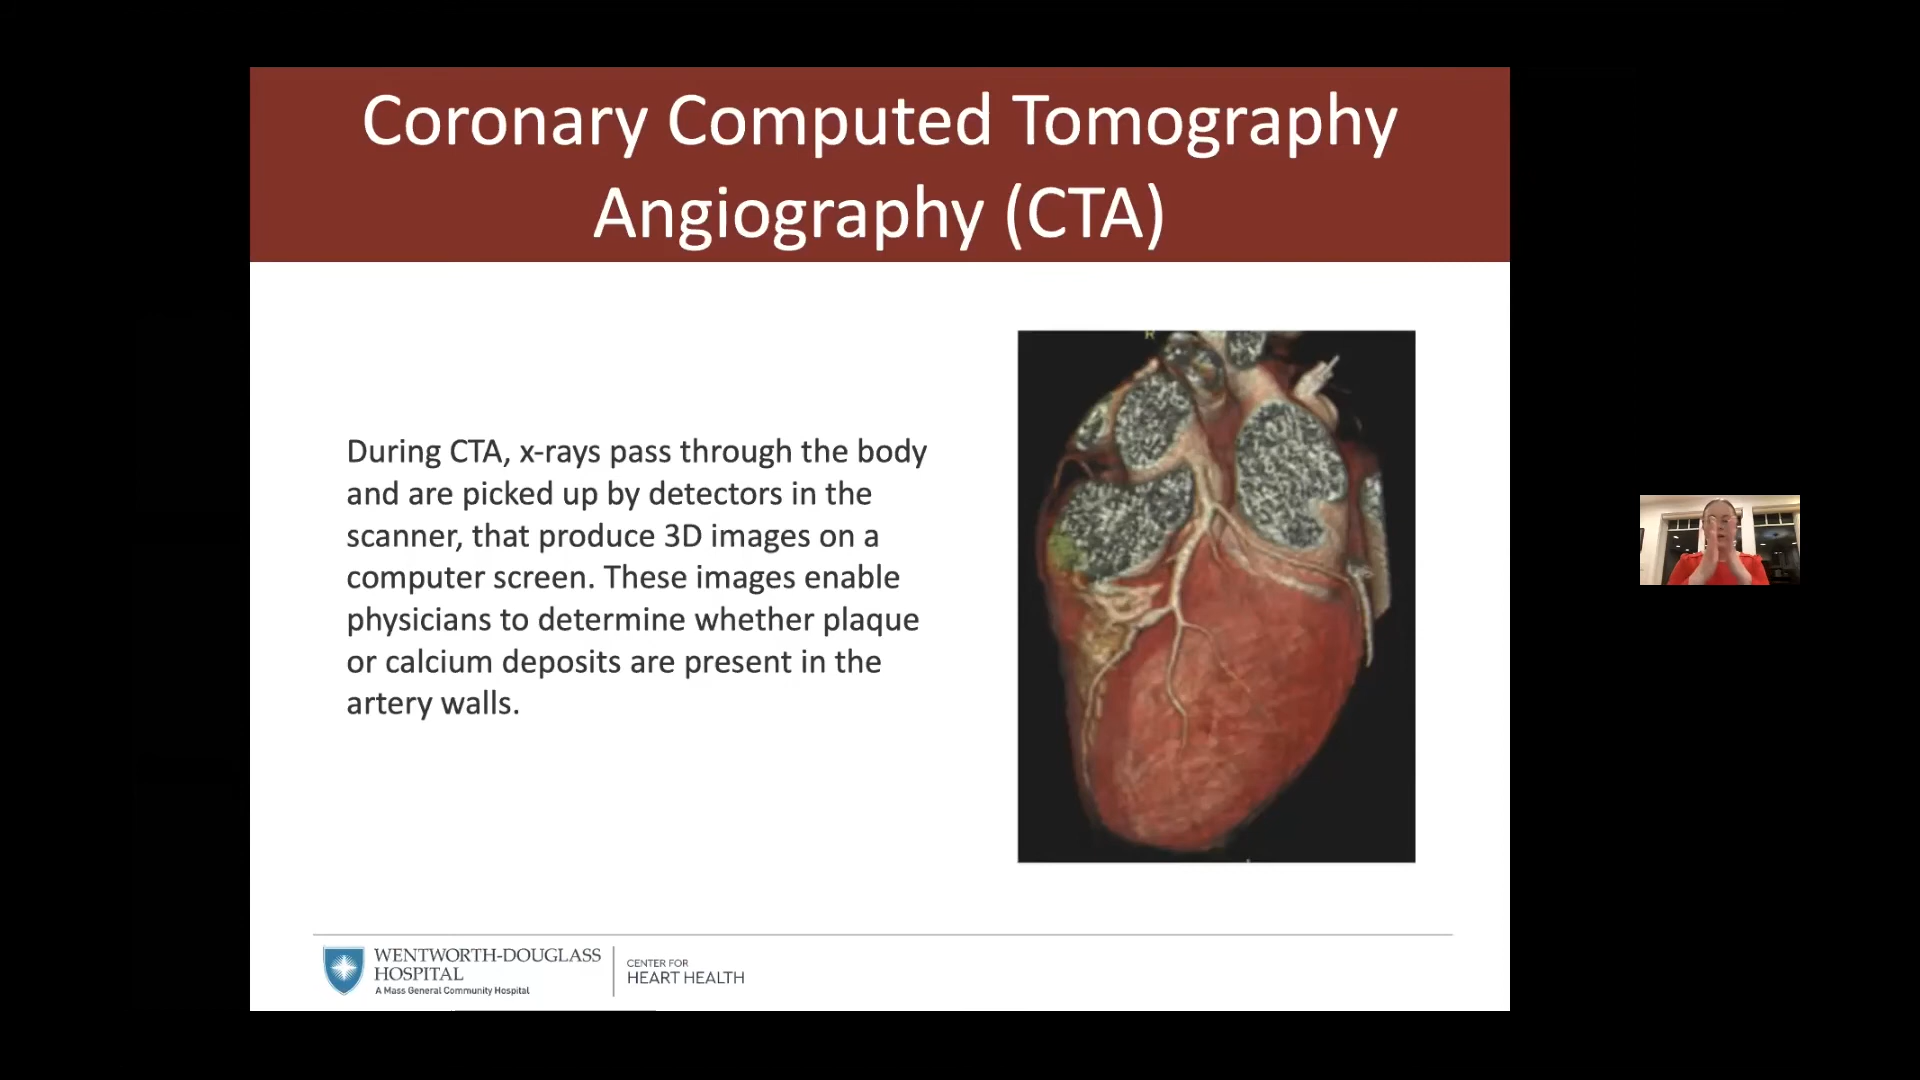 Coronary Computed Tomography
Angiography (CTA)
R
During CTA, x-rays pass through the body
and are picked up by detectors in the
scanner, that produce 3D images on a
computer screen. These images enable
physicians to determine whether plaque
or calcium deposits are present in the
artery walls.
WENTWORTH-DOUGLASS
HOSPITAL
A Mass General Community Hospital
CENTER FOR
HEART HEALTH